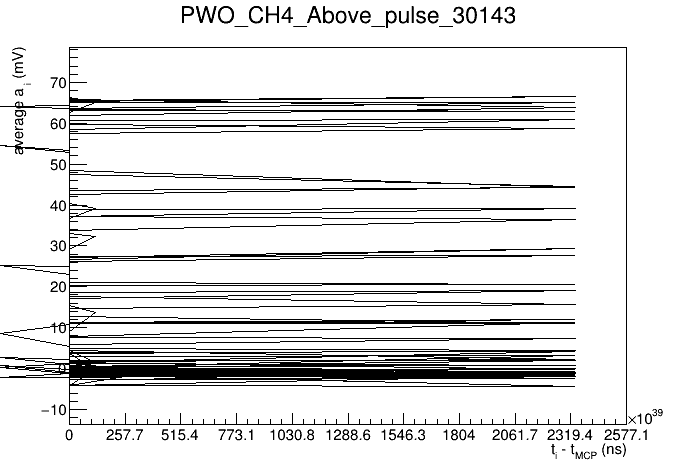 PWO_CH4_Above_pulse_30143
average a_i (mV)
70
60
50
40
30
20
10
0
−10
0 257.7 515.4 773.1 1030.8 1288.6 1546.3 1804 2061.7 2319.4 2577.1
×10^39
t_i - t_MCP (ns)